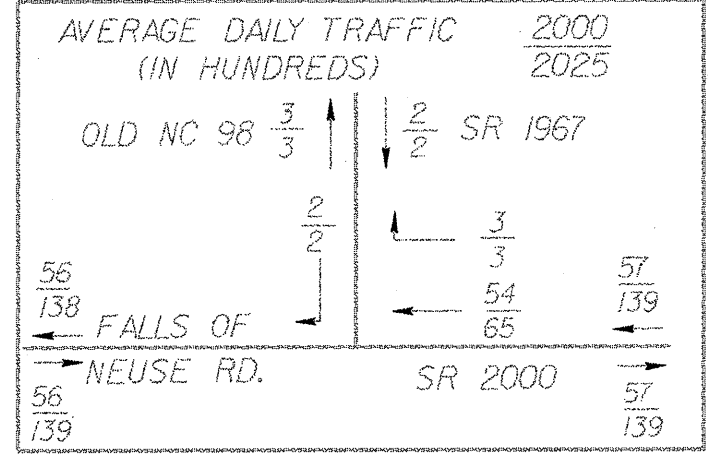 AVERAGE DAILY TRAFFIC 2000
(IN HUNDREDS) 2025
OLD NC 98 3/3 2/2 SR 1967
2/2 3/3
56/138 54/65 57/139
FALLS OF
NEUSE RD. SR 2000
56/139 57/139